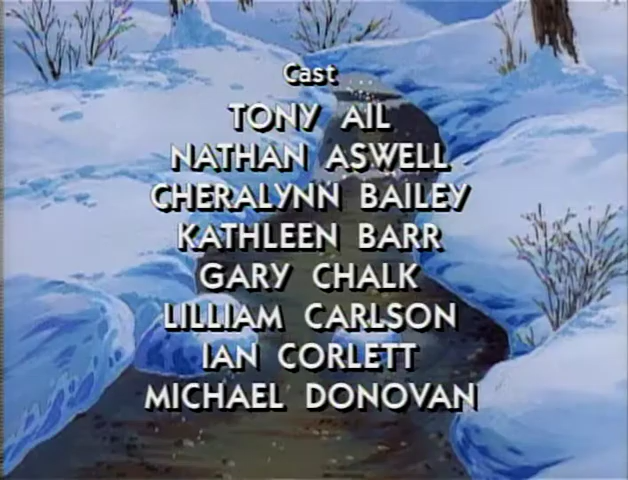 Cast
TONY AIL
NATHAN ASWELL
CHERALYNN BAILEY
KATHLEEN BARR
GARY CHALK
LILLIAM CARLSON
IAN CORLETT
MICHAEL DONOVAN